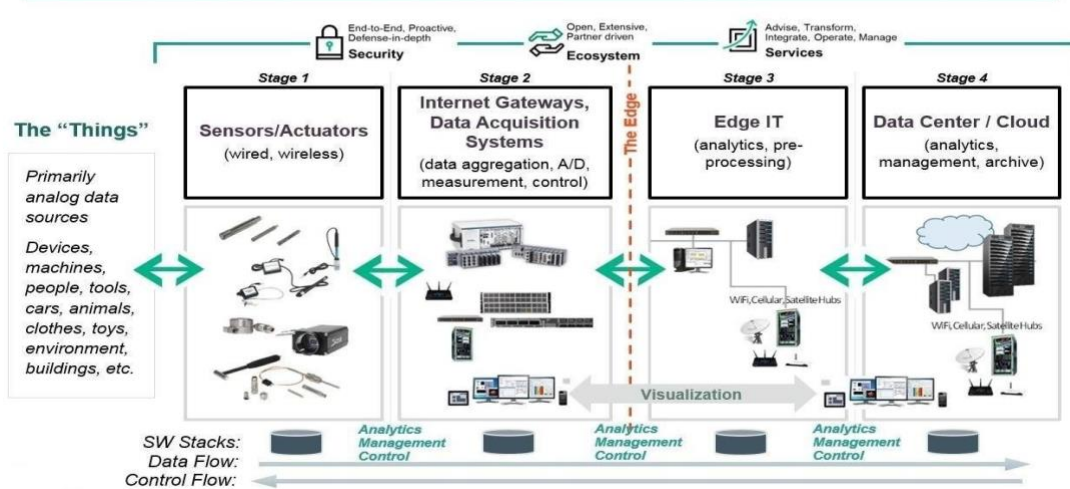 End-to-End, Proactive,
Defense-in-depth
Security
Open, Extensive,
Partner driven
Ecosystem
Advise, Transform,
Integrate, Operate, Manage
Services
Stage 1
Stage 2
Stage 3
Stage 4
The "Things"
Primarily
analog data
sources
Devices,
machines,
people, tools,
cars, animals,
clothes, toys,
environment,
buildings, etc.
Sensors/Actuators
(wired, wireless)
Internet Gateways,
Data Acquisition
Systems
(data aggregation, A/D,
measurement, control)
The Edge
Edge IT
(analytics, pre-
processing)
Data Center / Cloud
(analytics,
management, archive)
WiFi, Cellular, Satellite Hubs
WiFi, Cellular, Satellite Hubs
Visualization
SW Stacks:
Analytics
Management
Control
Analytics
Management
Control
Analytics
Management
Control
Data Flow:
Control Flow: